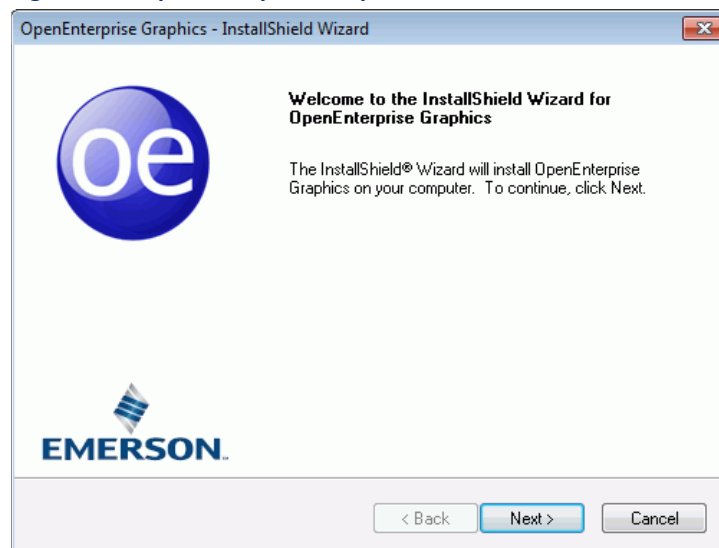 OpenEnterprise Graphics - InstallShield Wizard
oe
Welcome to the InstallShield Wizard for
OpenEnterprise Graphics
The InstallShield® Wizard will install OpenEnterprise
Graphics on your computer. To continue, click Next.
EMERSON.
< Back
Next >
Cancel